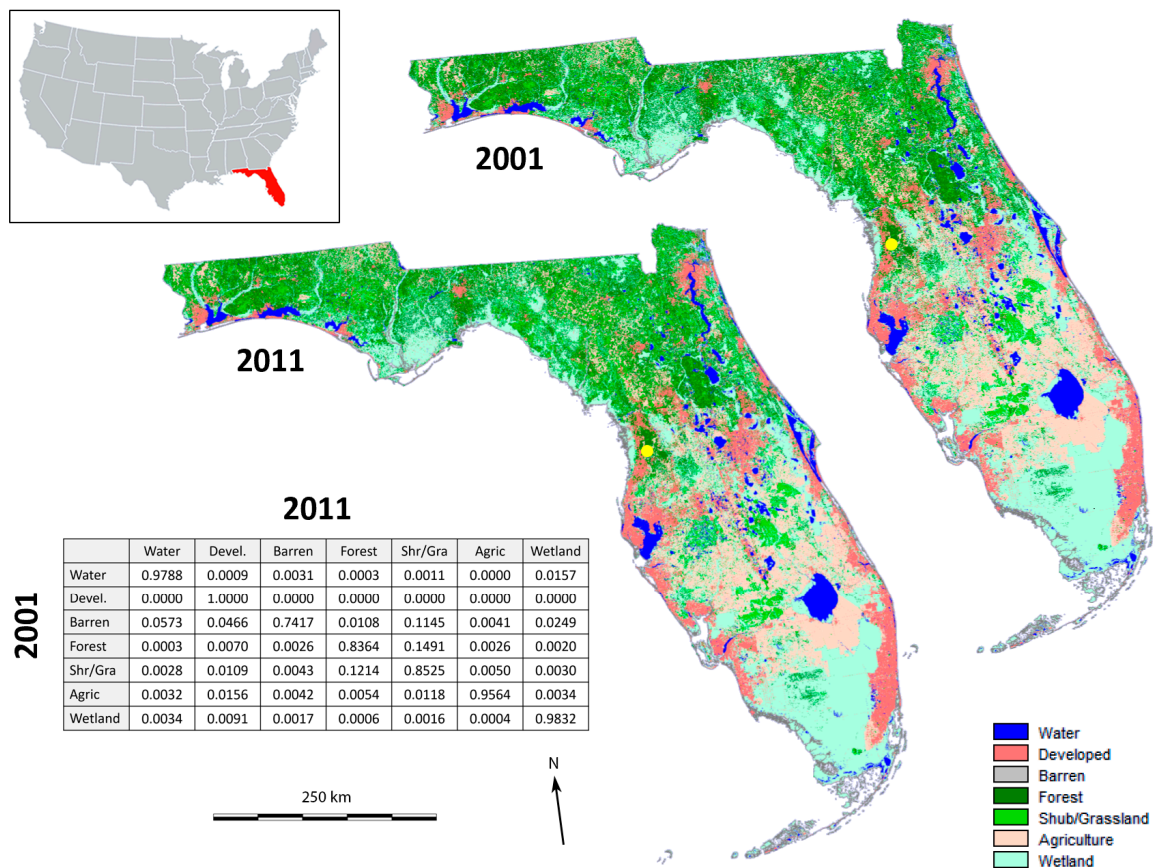 2001
2011
2011
2001
Water Devel. Barren Forest Shr/Gra Agric Wetland
Water 0.9788 0.0009 0.0031 0.0003 0.0011 0.0000 0.0157
Devel. 0.0000 1.0000 0.0000 0.0000 0.0000 0.0000 0.0000
Barren 0.0573 0.0466 0.7417 0.0108 0.1145 0.0041 0.0249
Forest 0.0003 0.0070 0.0026 0.8364 0.1491 0.0026 0.0020
Shr/Gra 0.0028 0.0109 0.0043 0.1214 0.8525 0.0050 0.0030
Agric 0.0032 0.0156 0.0042 0.0054 0.0118 0.9564 0.0034
Wetland 0.0034 0.0091 0.0017 0.0006 0.0016 0.0004 0.9832
250 km
N
Water
Developed
Barren
Forest
Shub/Grassland
Agriculture
Wetland